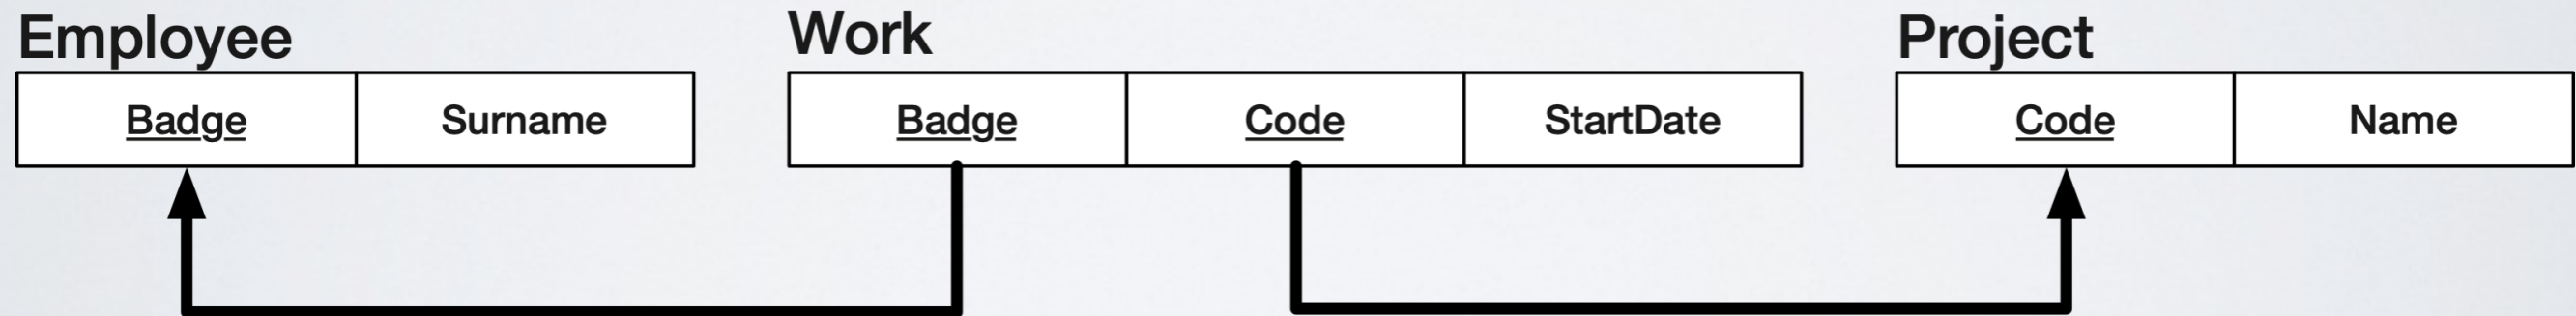 Employee
Work
Project
Badge
Surname
Badge
Code
StartDate
Code
Name